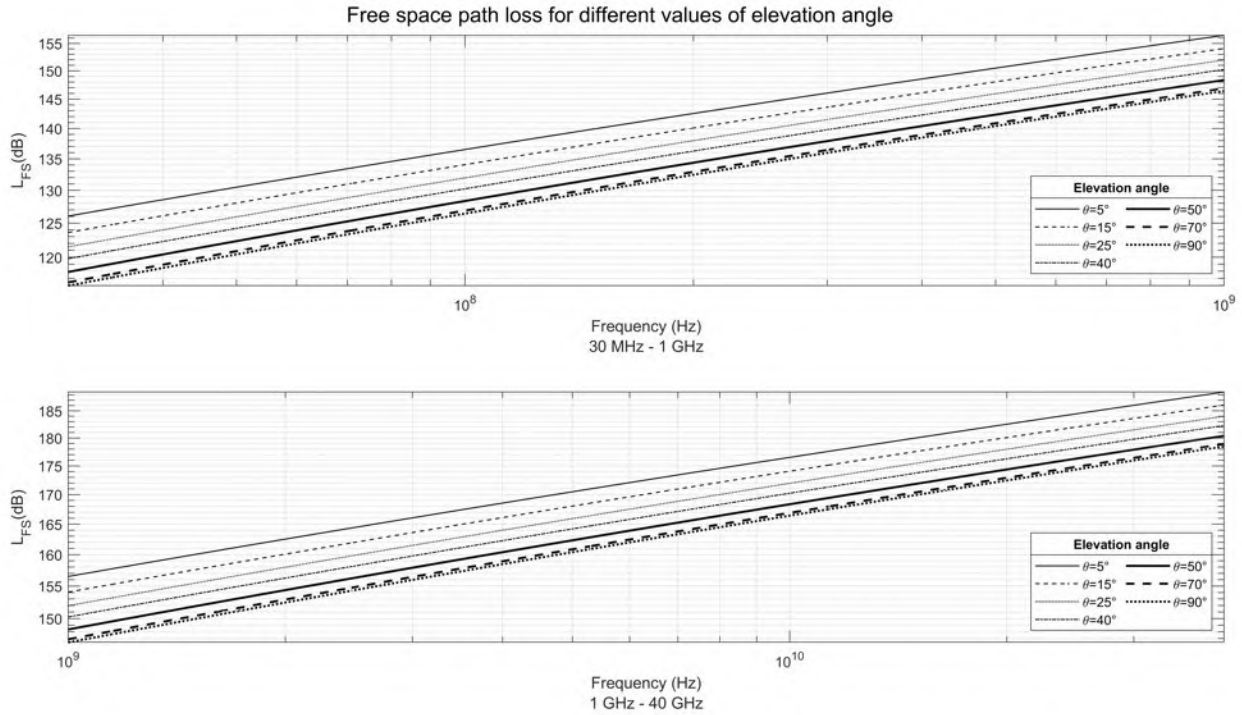 Free space path loss for different values of elevation angle
155
150
145
140
135
130
125
120
L_FS(dB)
10^8
10^9
Frequency (Hz)
30 MHz - 1 GHz
Elevation angle
θ=5° θ=50°
θ=15° θ=70°
θ=25° θ=90°
θ=40°
185
180
175
170
165
160
155
150
L_FS(dB)
10^9
10^10
Frequency (Hz)
1 GHz - 40 GHz
Elevation angle
θ=5° θ=50°
θ=15° θ=70°
θ=25° θ=90°
θ=40°